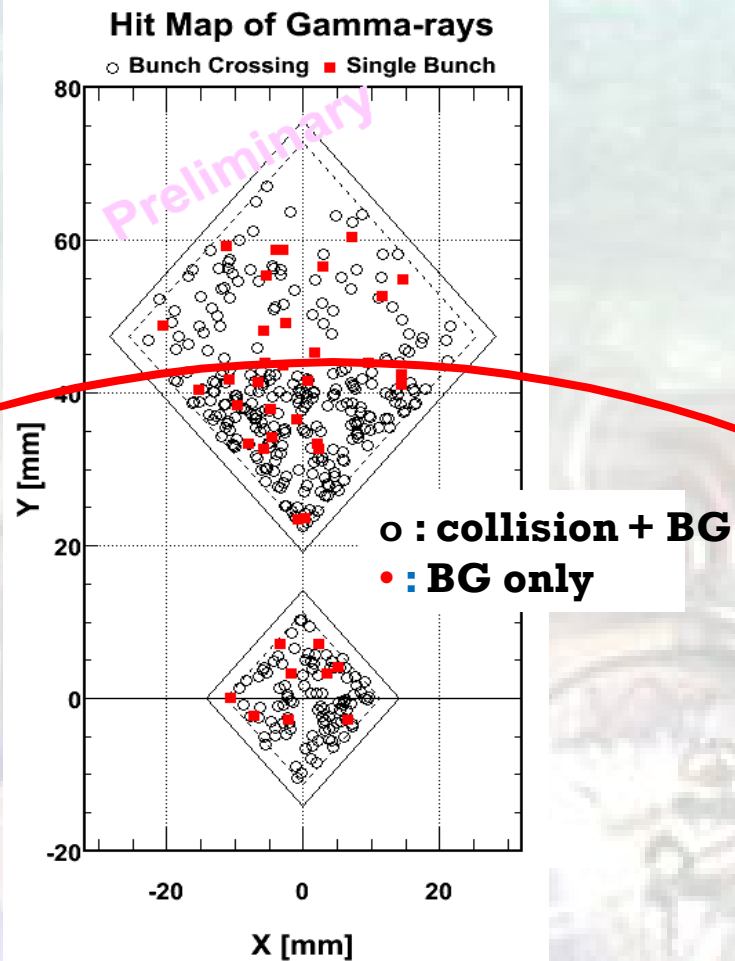 Hit Map of Gamma-rays
○ Bunch Crossing ■ Single Bunch
Preliminary
80
60
40
20
0
-20
Y [mm]
o : collision + BG
• : BG only
-20 0 20
X [mm]